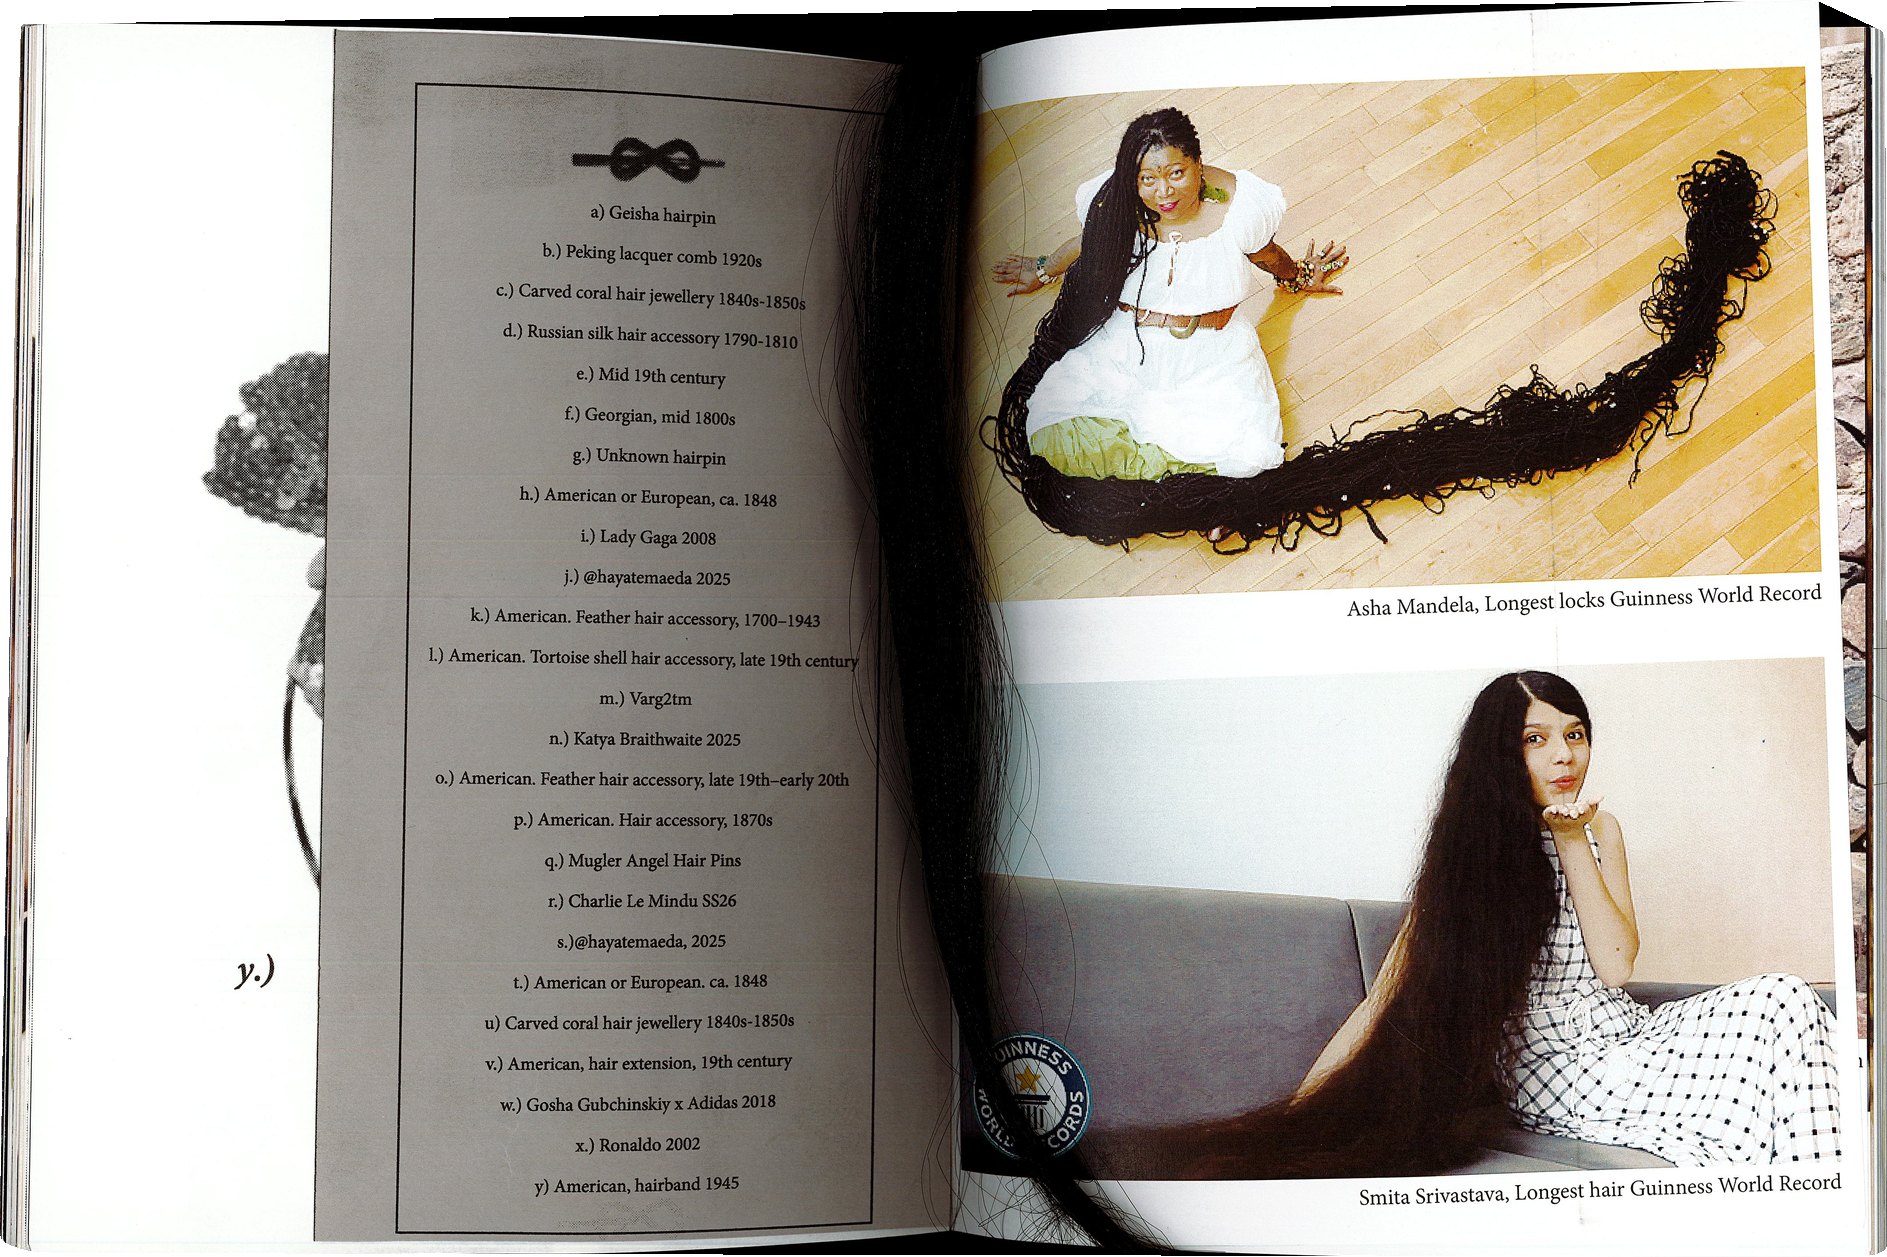 y.)
a) Geisha hairpin
b.) Peking lacquer comb 1920s
c.) Carved coral hair jewellery 1840s-1850s
d.) Russian silk hair accessory 1790-1810
e.) Mid 19th century
f.) Georgian, mid 1800s
g.) Unknown hairpin
h.) American or European, ca. 1848
i.) Lady Gaga 2008
j.) @hayatemaeda 2025
k.) American. Feather hair accessory, 1700–1943
l.) American. Tortoise shell hair accessory, late 19th century
m.) Varg2tm
n.) Katya Braithwaite 2025
o.) American. Feather hair accessory, late 19th–early 20th
p.) American. Hair accessory, 1870s
q.) Mugler Angel Hair Pins
r.) Charlie Le Mindu SS26
s.)@hayatemaeda, 2025
t.) American or European. ca. 1848
u) Carved coral hair jewellery 1840s-1850s
v.) American, hair extension, 19th century
w.) Gosha Gubchinskiy x Adidas 2018
x.) Ronaldo 2002
y) American, hairband 1945
Asha Mandela, Longest locks Guinness World Record
GUINNESS
WORLD RECORDS
Smita Srivastava, Longest hair Guinness World Record